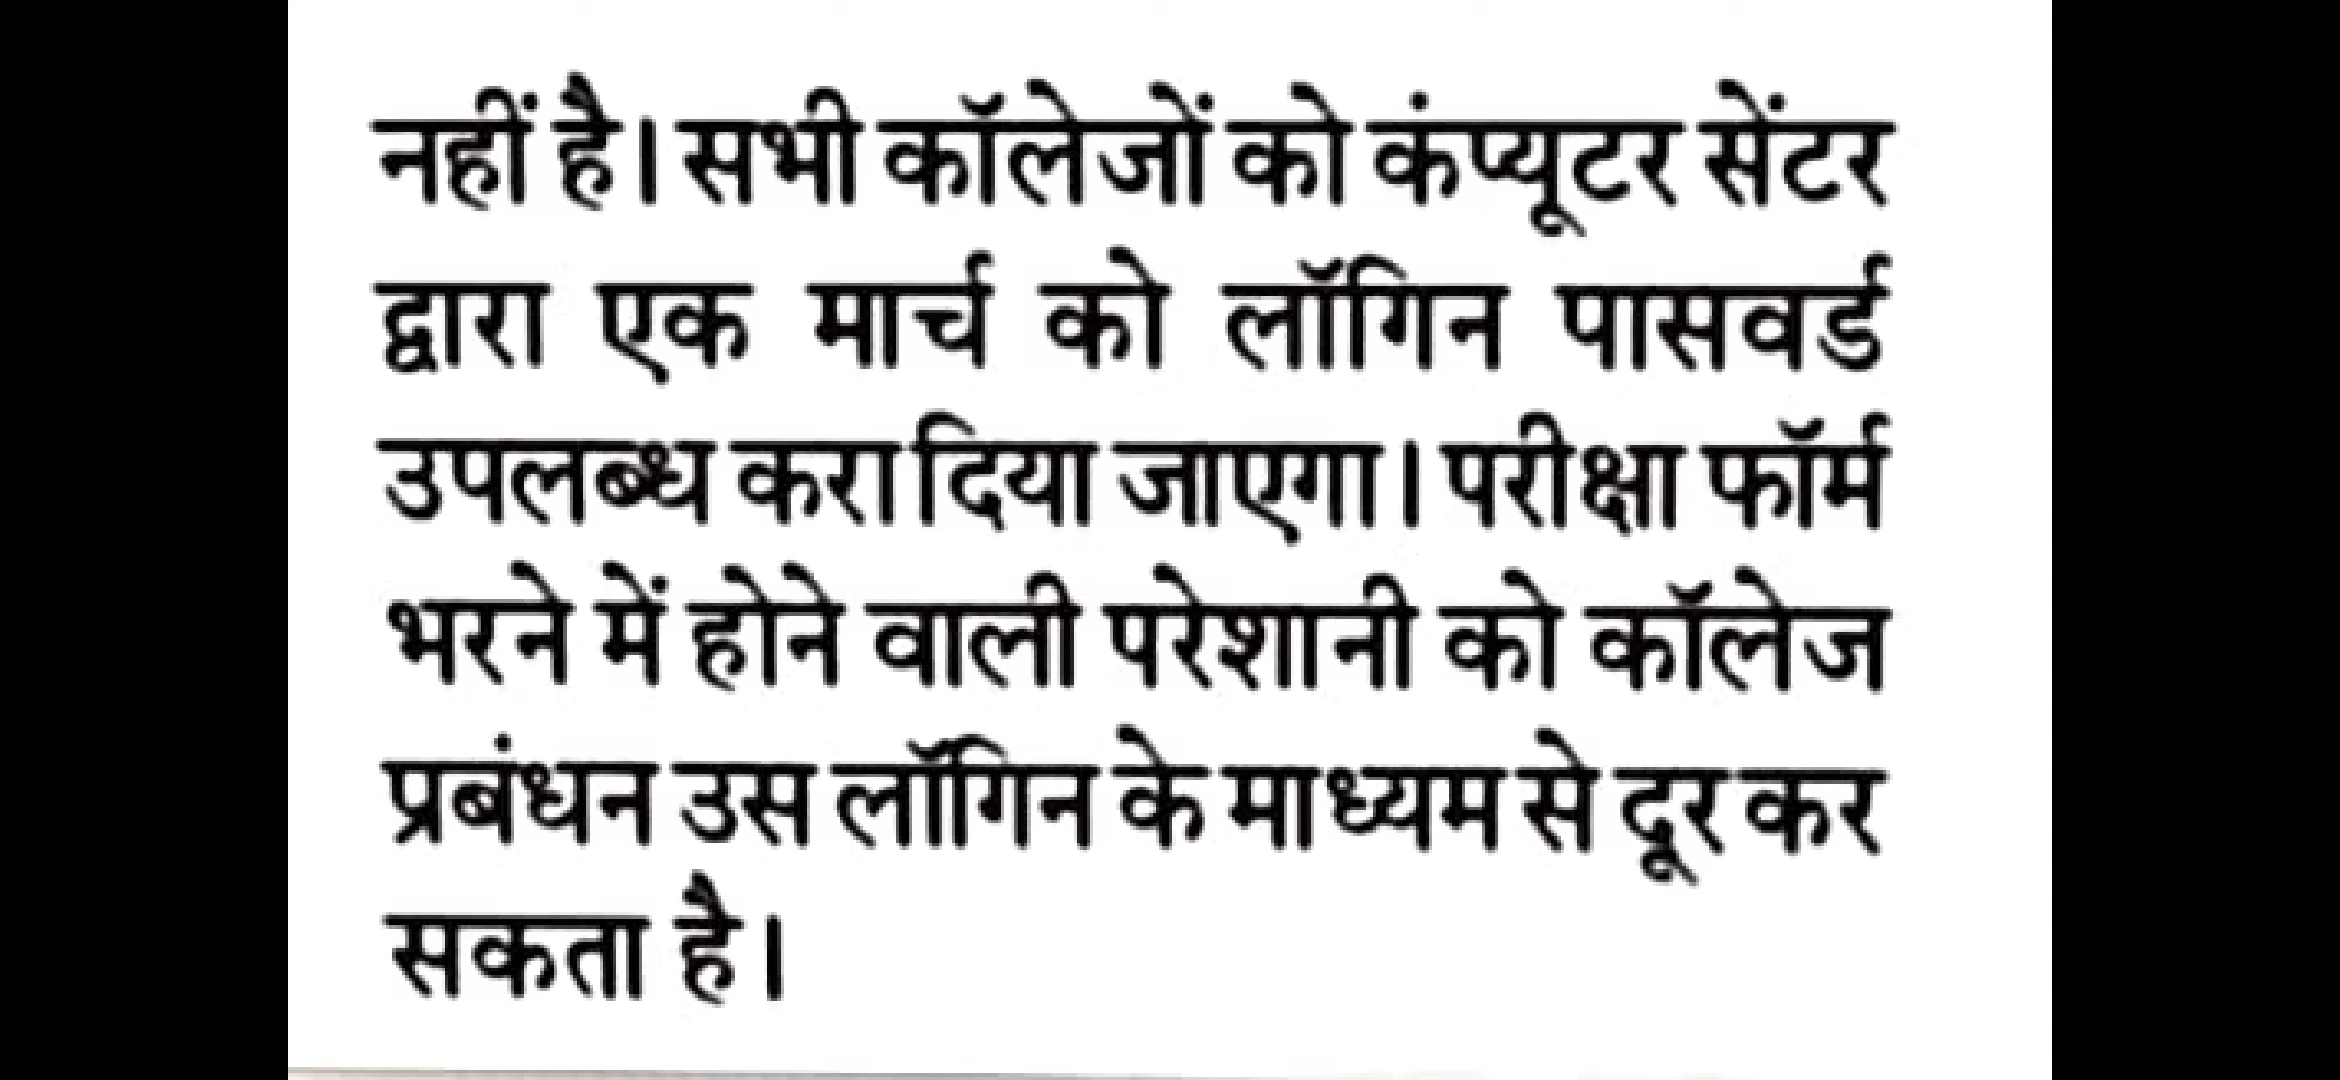 नहीं है। सभी कॉलेजों को कंप्यूटर सेंटर
द्वारा एक मार्च को लॉगिन पासवर्ड
उपलब्ध करा दिया जाएगा। परीक्षा फॉर्म
भरने में होने वाली परेशानी को कॉलेज
प्रबंधन उस लॉगिन के माध्यम से दूर कर
सकता है।